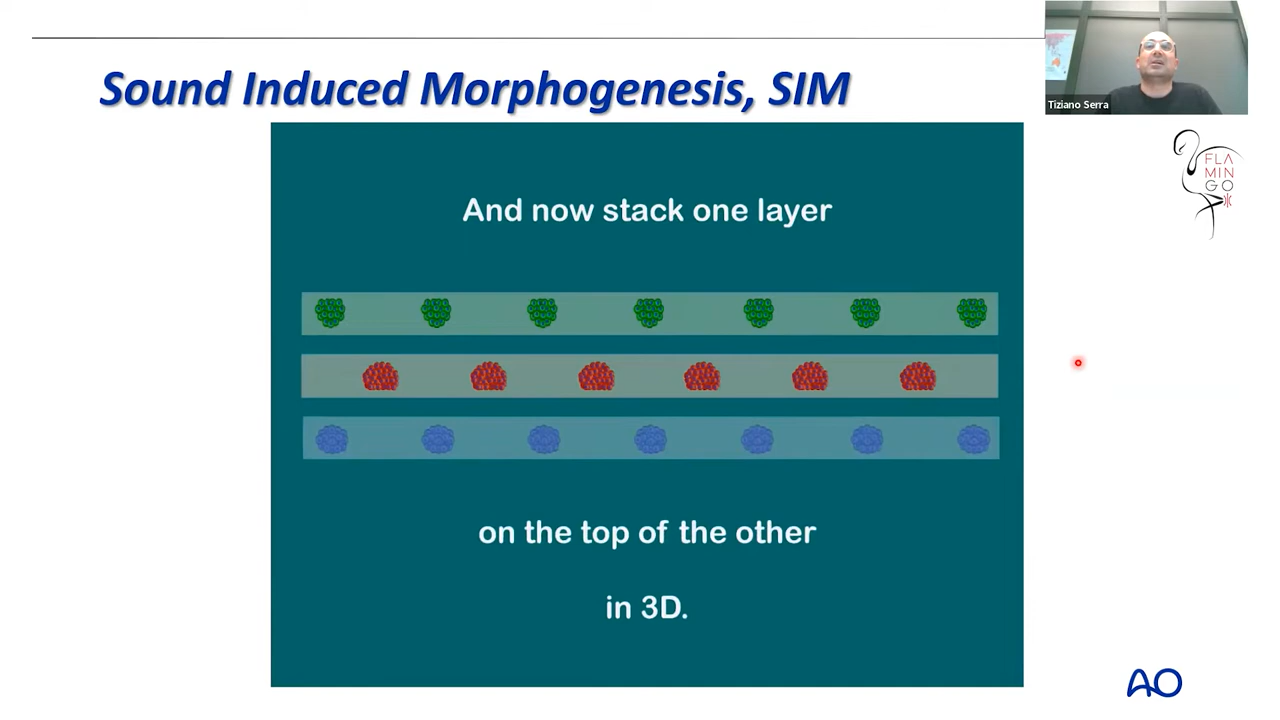 Sound Induced Morphogenesis, SIM
Tiziano Serra
FLA
MIN
GO
And now stack one layer
on the top of the other
in 3D.
AO